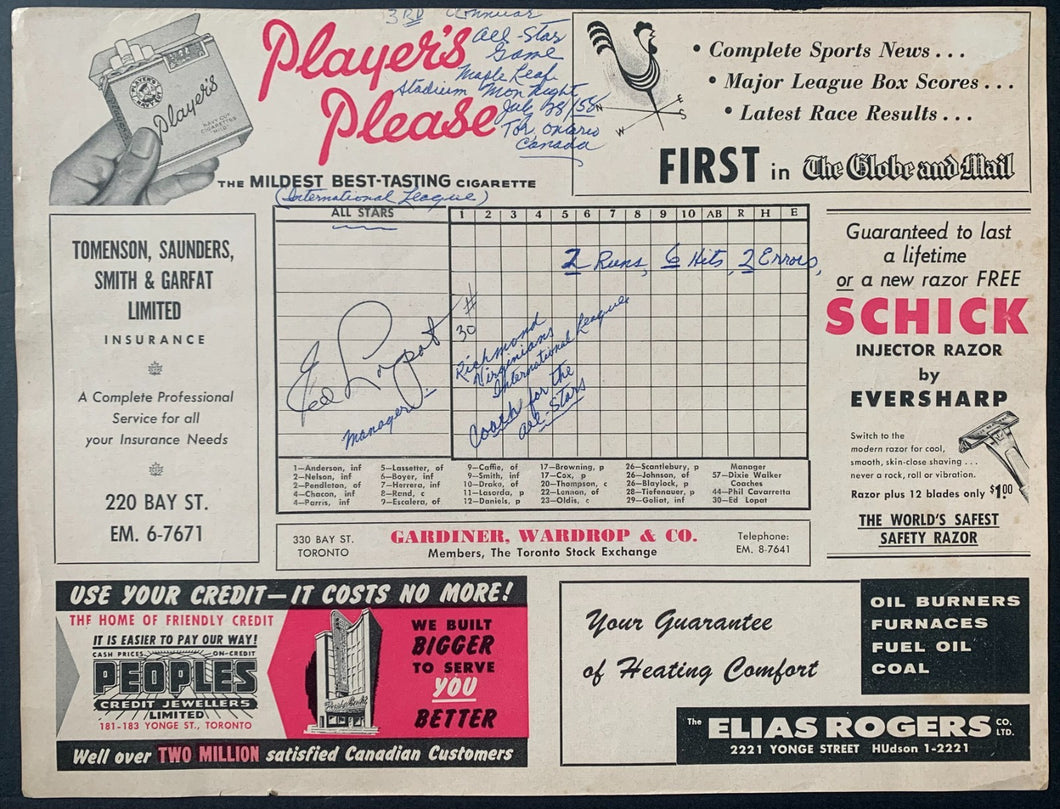 3RD Annual
All-Star
Game
Maple Leaf
Stadium Mon Night
July 28/58
Tor. Ontario
Canada
Player's
Please
Player's
NAVY CUT
CIGARETTES
MILD
THE MILDEST BEST-TASTING CIGARETTE
• Complete Sports News . . .
• Major League Box Scores . . .
• Latest Race Results . . .
N
E
W
S
FIRST in The Globe and Mail
(International League)
ALL STARS
1 2 3 4 5 6 7 8 9 10 AB R H E
2 Runs, 6 Hits, 2 Errors,
Ed Lopat
# 30
Manager
Richmond
Virginians
International League
Coach for the
All-Stars
1—Anderson, inf
2—Nelson, inf
2—Pendleton, of
4—Chacon, inf
4—Parris, inf
5—Lassetter, of
6—Boyer, inf
7—Herrera, inf
8—Rand, c
9—Escalera, of
9—Caffie, of
9—Smith, inf
10—Drake, of
11—Lasorda, p
12—Daniels, p
17—Browning, p
17—Cox, p
20—Thompson, c
22—Lennon, of
23—Olds, c
26—Scantlebury, p
26—Johnson, of
26—Blaylock, p
28—Tiefenauer, p
29—Goliat, inf
Manager
57—Dixie Walker
Coaches
44—Phil Cavarretta
30—Ed Lopat
TOMENSON, SAUNDERS,
SMITH & GARFAT
LIMITED
INSURANCE
A Complete Professional
Service for all
your Insurance Needs
220 BAY ST.
EM. 6-7671
Guaranteed to last
a lifetime
or a new razor FREE
SCHICK
INJECTOR RAZOR
by
EVERSHARP
Switch to the
modern razor for cool,
smooth, skin-close shaving . . .
never a rock, roll or vibration.
Razor plus 12 blades only $1.00
THE WORLD'S SAFEST
SAFETY RAZOR
330 BAY ST.
TORONTO
GARDINER, WARDROP & CO.
Members, The Toronto Stock Exchange
Telephone:
EM. 8-7641
USE YOUR CREDIT—IT COSTS NO MORE!
THE HOME OF FRIENDLY CREDIT
IT IS EASIER TO PAY OUR WAY!
CASH PRICES ON CREDIT
PEOPLES
CREDIT JEWELLERS
LIMITED
181-183 YONGE ST., TORONTO
WE BUILT
BIGGER
TO SERVE
YOU
BETTER
Well over TWO MILLION satisfied Canadian Customers
Your Guarantee
of Heating Comfort
OIL BURNERS
FURNACES
FUEL OIL
COAL
The ELIAS ROGERS CO. LTD.
2221 YONGE STREET HUdson 1-2221